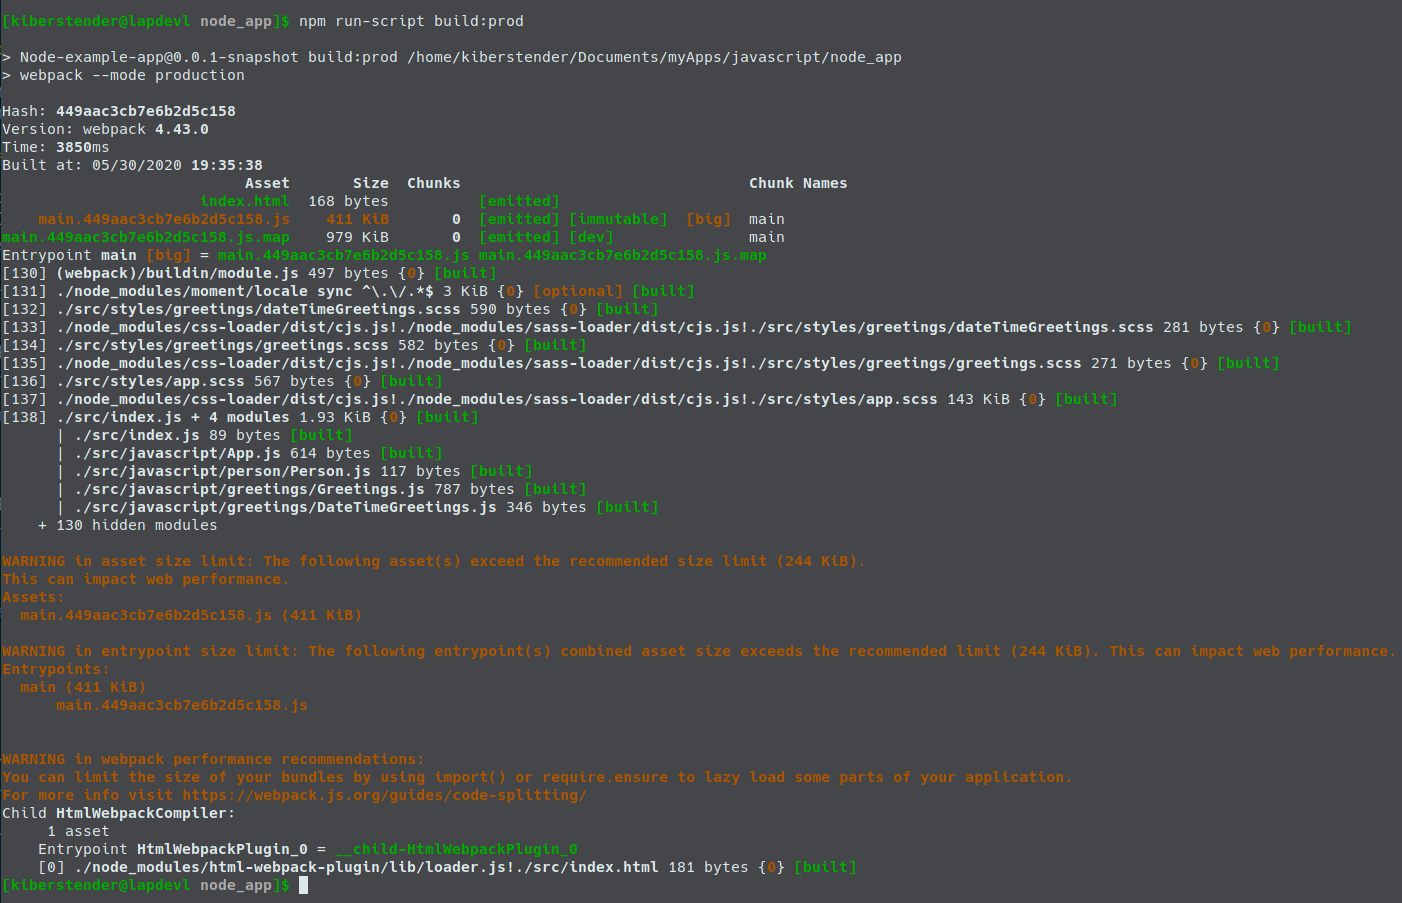 [kiberstender@lapdevl node_app]$ npm run-script build:prod
> Node-example-app@0.0.1-snapshot build:prod /home/kiberstender/Documents/myApps/javascript/node_app
> webpack --mode production
Hash: 449aac3cb7e6b2d5c158
Version: webpack 4.43.0
Time: 3850ms
Built at: 05/30/2020 19:35:38
Asset Size Chunks Chunk Names
index.html 168 bytes [emitted]
main.449aac3cb7e6b2d5c158.js 411 KiB 0 [emitted] [immutable] [big] main
main.449aac3cb7e6b2d5c158.js.map 979 KiB 0 [emitted] [dev] main
Entrypoint main [big] = main.449aac3cb7e6b2d5c158.js main.449aac3cb7e6b2d5c158.js.map
[130] (webpack)/buildin/module.js 497 bytes {0} [built]
[131] ./node_modules/moment/locale sync ^\.\/.*$ 3 KiB {0} [optional] [built]
[132] ./src/styles/greetings/dateTimeGreetings.scss 590 bytes {0} [built]
[133] ./node_modules/css-loader/dist/cjs.js!./node_modules/sass-loader/dist/cjs.js!./src/styles/greetings/dateTimeGreetings.scss 281 bytes {0} [built]
[134] ./src/styles/greetings/greetings.scss 582 bytes {0} [built]
[135] ./node_modules/css-loader/dist/cjs.js!./node_modules/sass-loader/dist/cjs.js!./src/styles/greetings/greetings.scss 271 bytes {0} [built]
[136] ./src/styles/app.scss 567 bytes {0} [built]
[137] ./node_modules/css-loader/dist/cjs.js!./node_modules/sass-loader/dist/cjs.js!./src/styles/app.scss 143 KiB {0} [built]
[138] ./src/index.js + 4 modules 1.93 KiB {0} [built]
| ./src/index.js 89 bytes [built]
| ./src/javascript/App.js 614 bytes [built]
| ./src/javascript/person/Person.js 117 bytes [built]
| ./src/javascript/greetings/Greetings.js 787 bytes [built]
| ./src/javascript/greetings/DateTimeGreetings.js 346 bytes [built]
+ 130 hidden modules
WARNING in asset size limit: The following asset(s) exceed the recommended size limit (244 KiB).
This can impact web performance.
Assets:
main.449aac3cb7e6b2d5c158.js (411 KiB)
WARNING in entrypoint size limit: The following entrypoint(s) combined asset size exceeds the recommended limit (244 KiB). This can impact web performance.
Entrypoints:
main (411 KiB)
main.449aac3cb7e6b2d5c158.js
WARNING in webpack performance recommendations:
You can limit the size of your bundles by using import() or require.ensure to lazy load some parts of your application.
For more info visit https://webpack.js.org/guides/code-splitting/
Child HtmlWebpackCompiler:
1 asset
Entrypoint HtmlWebpackPlugin_0 = __child-HtmlWebpackPlugin_0
[0] ./node_modules/html-webpack-plugin/lib/loader.js!./src/index.html 181 bytes {0} [built]
[kiberstender@lapdevl node_app]$